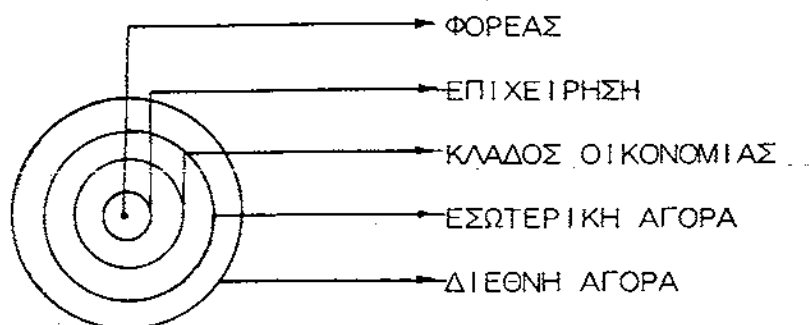 ΦΟΡΕΑΣ
ΕΠΙΧΕΙΡΗΣΗ
ΚΛΑΔΟΣ ΟΙΚΟΝΟΜΙΑΣ
ΕΣΩΤΕΡΙΚΗ ΑΓΟΡΑ
ΔΙΕΘΝΗ ΑΓΟΡΑ